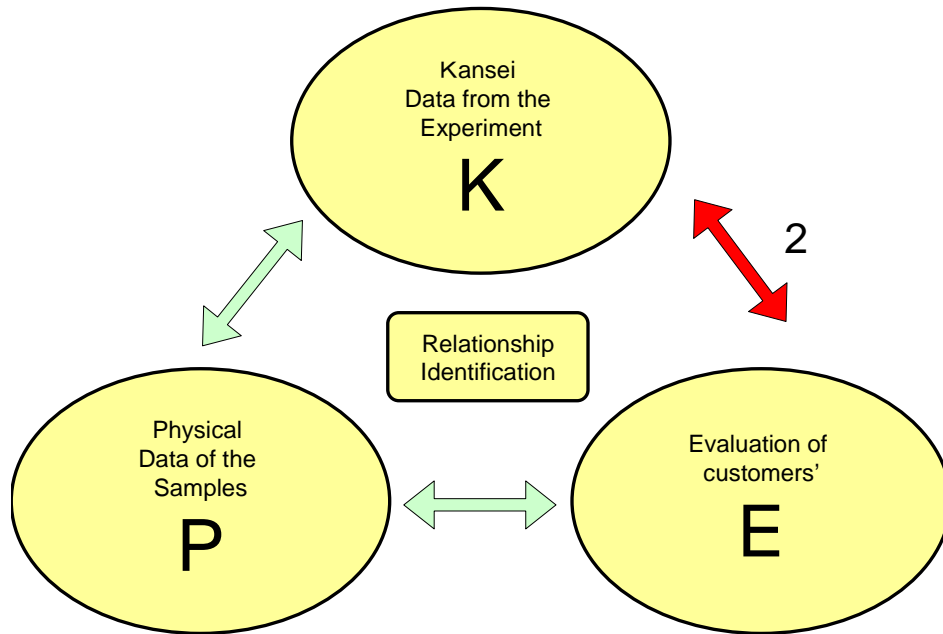 Kansei
Data from the
Experiment
K
2
Relationship
Identification
Physical
Data of the
Samples
P
Evaluation of
customers’
E